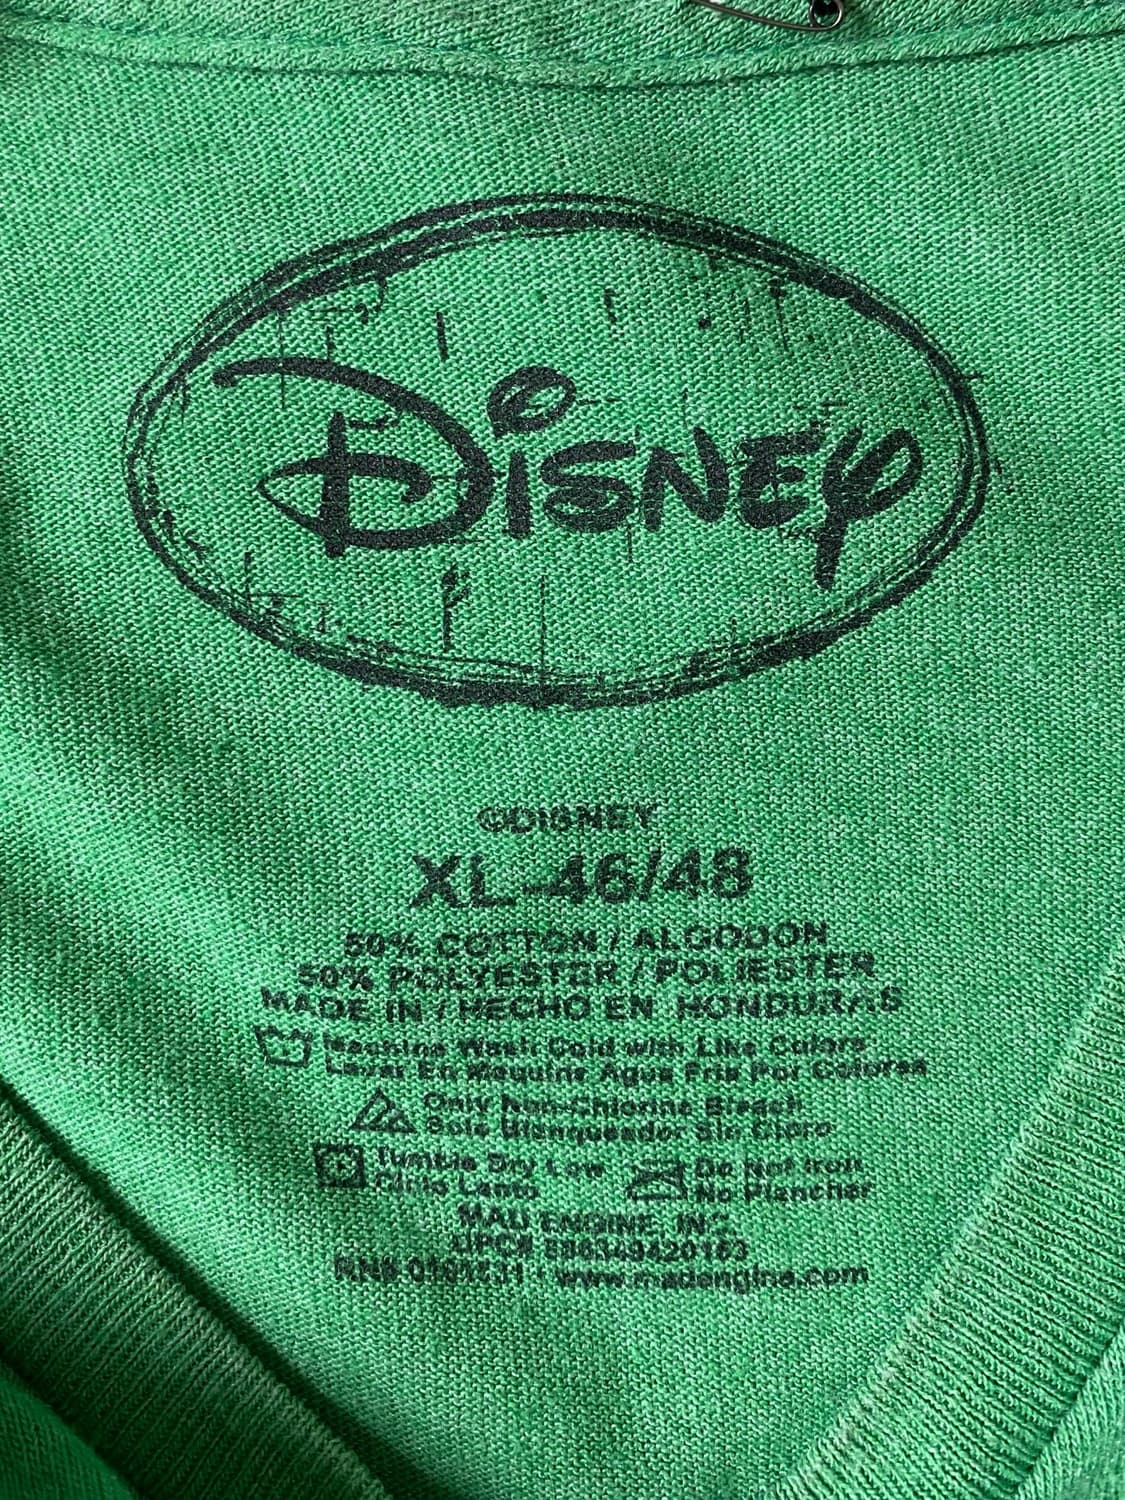 Disney
©DISNEY
XL-46/48
50% COTTON / ALGODON
50% POLYESTER / POLIESTER
MADE IN / HECHO EN HONDURAS
Machine Wash Cold with Like Colors
Lavar En Maquina Agua Fria Por Colores
Only Non-Chlorine Bleach
Solo Blanqueador Sin Cloro
Tumble Dry Low
Lento
Do Not Iron
No Planchar
MAD ENGINE, INC.
UPC#
RN# www.madengine.com